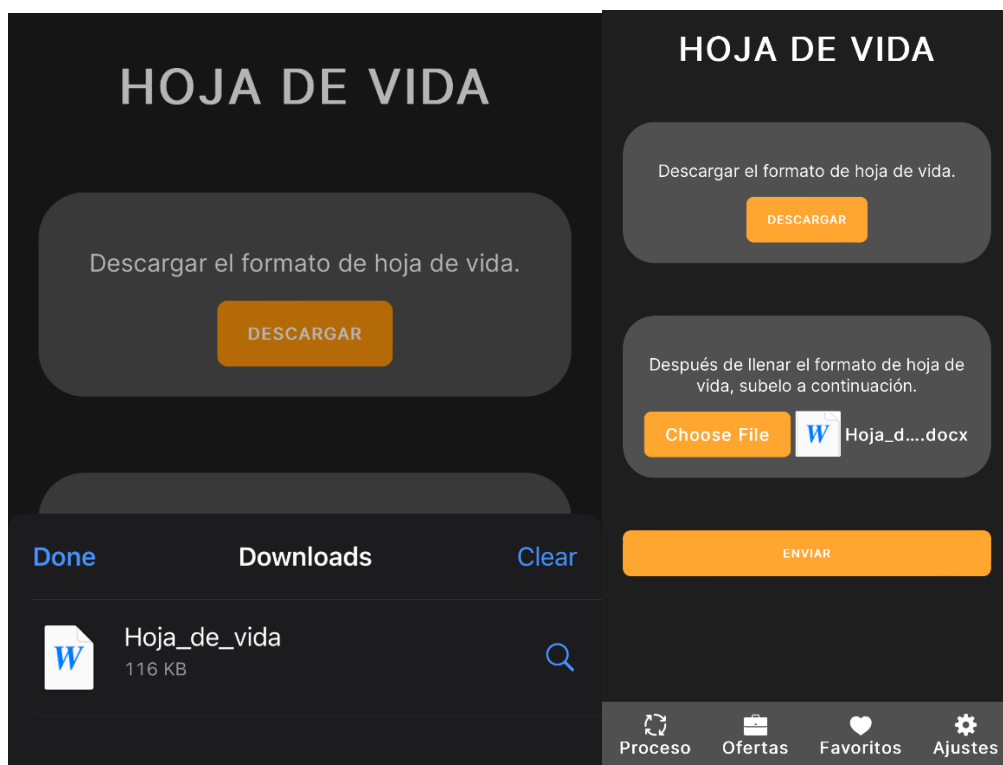 HOJA DE VIDA
Descargar el formato de hoja de vida.
DESCARGAR
Done
Downloads
Clear
W
Hoja_de_vida
116 KB
HOJA DE VIDA
Descargar el formato de hoja de vida.
DESCARGAR
Después de llenar el formato de hoja de
vida, subelo a continuación.
Choose File
W
Hoja_d....docx
ENVIAR
Proceso
Ofertas
Favoritos
Ajustes